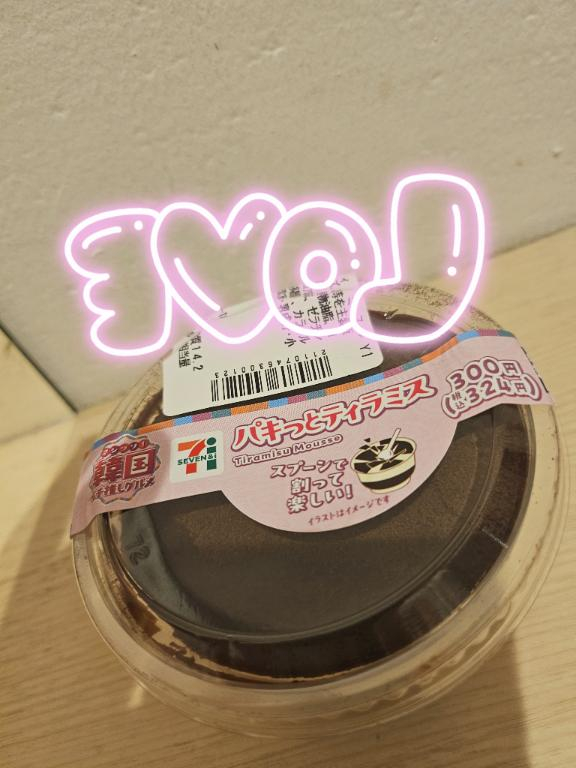 LOVE
2110746300123
パキっとティラミス
Tiramisu Mousse
300円
(税込324円)
韓国
SEVEN&i
スプーンで
割って
楽しい!
イラストはイメージです